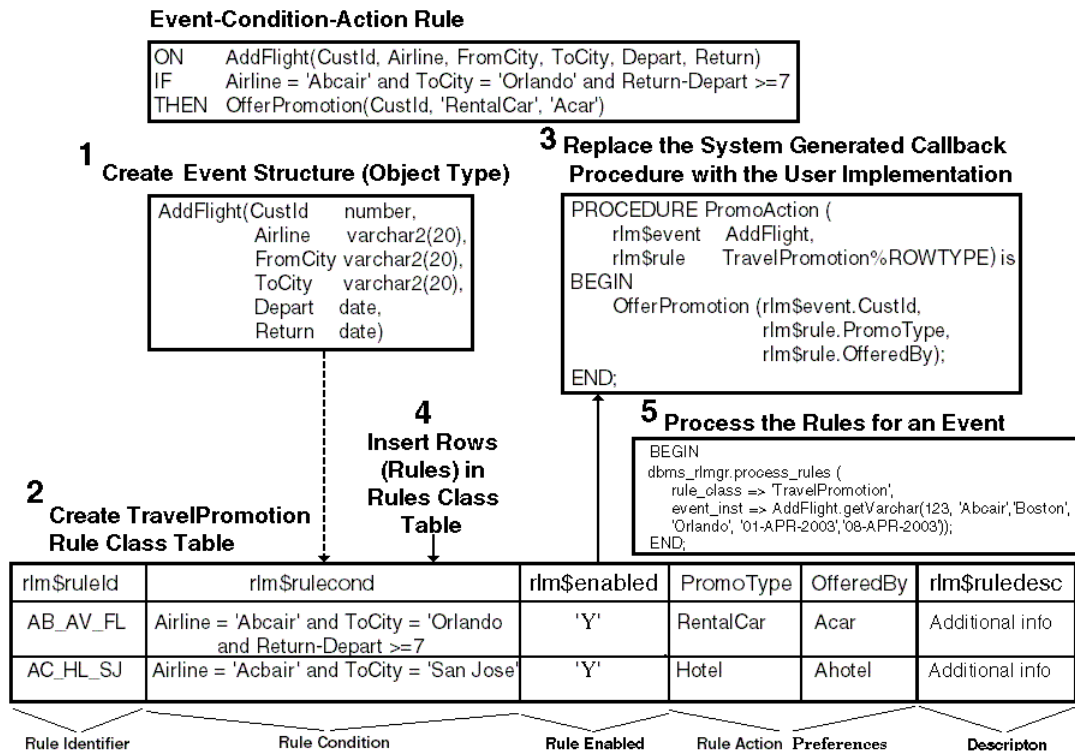 Event-Condition-Action Rule
ON AddFlight(CustId, Airline, FromCity, ToCity, Depart, Return)
IF Airline = 'Abcair' and ToCity = 'Orlando' and Return-Depart >=7
THEN OfferPromotion(CustId, 'RentalCar', 'Acar')
1 Create Event Structure (Object Type)
AddFlight(CustId number,
Airline varchar2(20),
FromCity varchar2(20),
ToCity varchar2(20),
Depart date,
Return date)
3 Replace the System Generated Callback
Procedure with the User Implementation
PROCEDURE PromoAction (
rlm$event AddFlight,
rlm$rule TravelPromotion%ROWTYPE) is
BEGIN
OfferPromotion (rlm$event.CustId,
rlm$rule.PromoType,
rlm$rule.OfferedBy);
END;
4
Insert Rows
(Rules) in
Rules Class
Table
5 Process the Rules for an Event
BEGIN
dbms_rlmgr.process_rules (
rule_class => 'TravelPromotion',
event_inst => AddFlight.getVarchar(123, 'Abcair','Boston',
'Orlando', '01-APR-2003','08-APR-2003'));
END;
2
Create TravelPromotion
Rule Class Table
rlm$ruleId rlm$rulecond rlm$enabled PromoType OfferedBy rlm$ruledesc
AB_AV_FL Airline = 'Abcair' and ToCity = 'Orlando 'Y' RentalCar Acar Additional info
and Return-Depart >=7
AC_HL_SJ Airline = 'Acbair' and ToCity = 'San Jose' 'Y' Hotel Ahotel Additional info
Rule Identifier Rule Condition Rule Enabled Rule Action Preferences Descripton